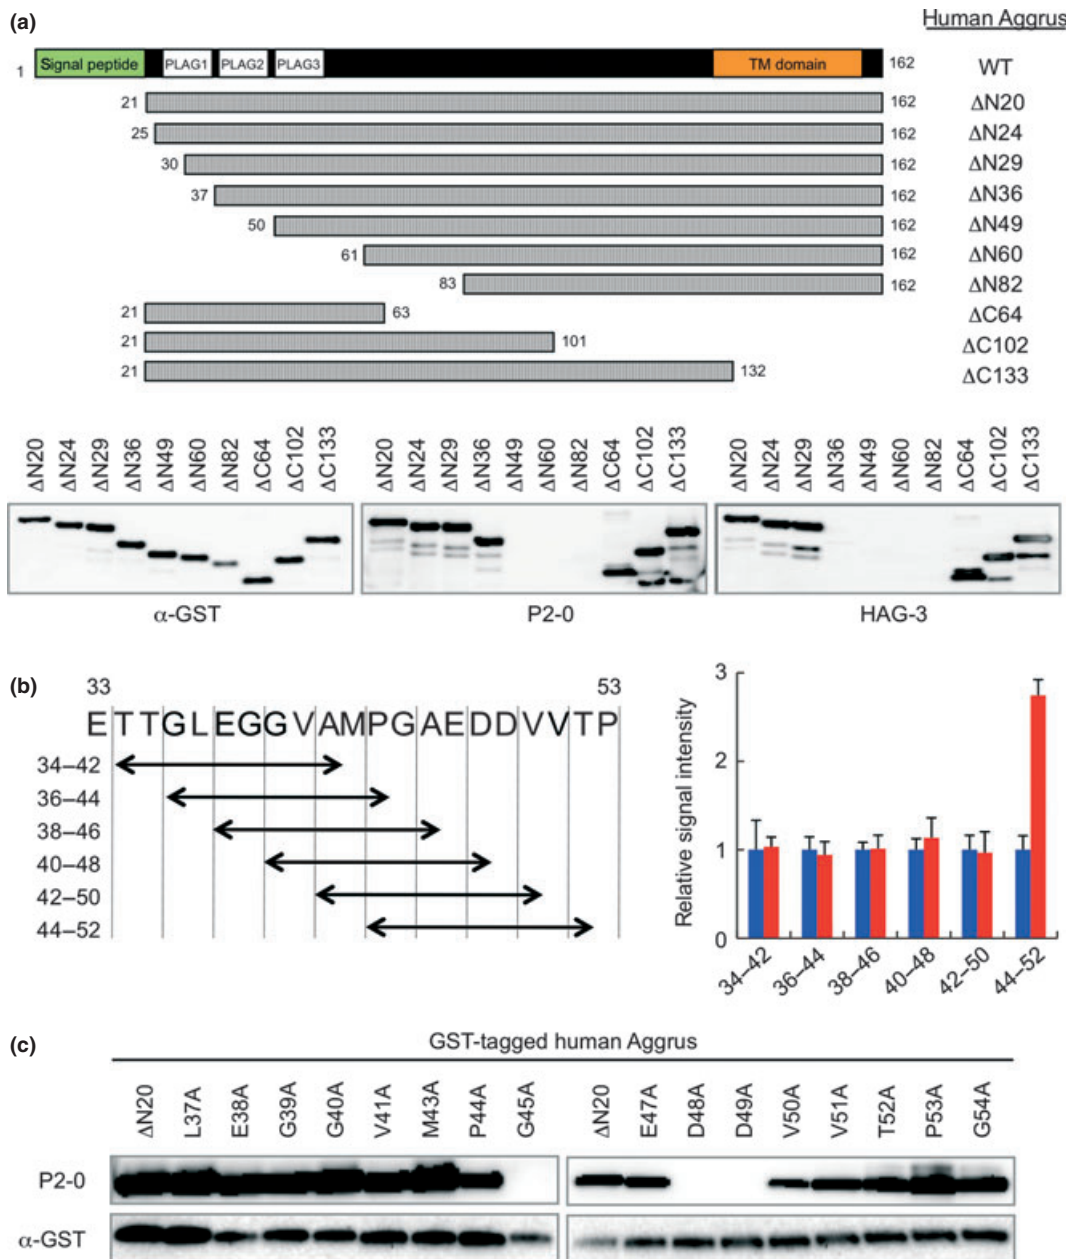 (a)
Human Aggrus
1 Signal peptide PLAG1 PLAG2 PLAG3 TM domain 162 WT
21 162 ΔN20
25 162 ΔN24
30 162 ΔN29
37 162 ΔN36
50 162 ΔN49
61 162 ΔN60
83 162 ΔN82
21 63 ΔC64
21 101 ΔC102
21 132 ΔC133
ΔN20 ΔN24 ΔN29 ΔN36 ΔN49 ΔN60 ΔN82 ΔC64 ΔC102 ΔC133
ΔN20 ΔN24 ΔN29 ΔN36 ΔN49 ΔN60 ΔN82 ΔC64 ΔC102 ΔC133
ΔN20 ΔN24 ΔN29 ΔN36 ΔN49 ΔN60 ΔN82 ΔC64 ΔC102 ΔC133
α-GST P2-0 HAG-3
(b)
33 53
ETTGLEGGVAMPGAEDDVVTP
34–42
36–44
38–46
40–48
42–50
44–52
Relative signal intensity
3
2
1
0
34–42 36–44 38–46 40–48 42–50 44–52
(c)
GST-tagged human Aggrus
ΔN20 L37A E38A G39A G40A V41A M43A P44A G45A
ΔN20 E47A D48A D49A V50A V51A T52A P53A G54A
P2-0
α-GST